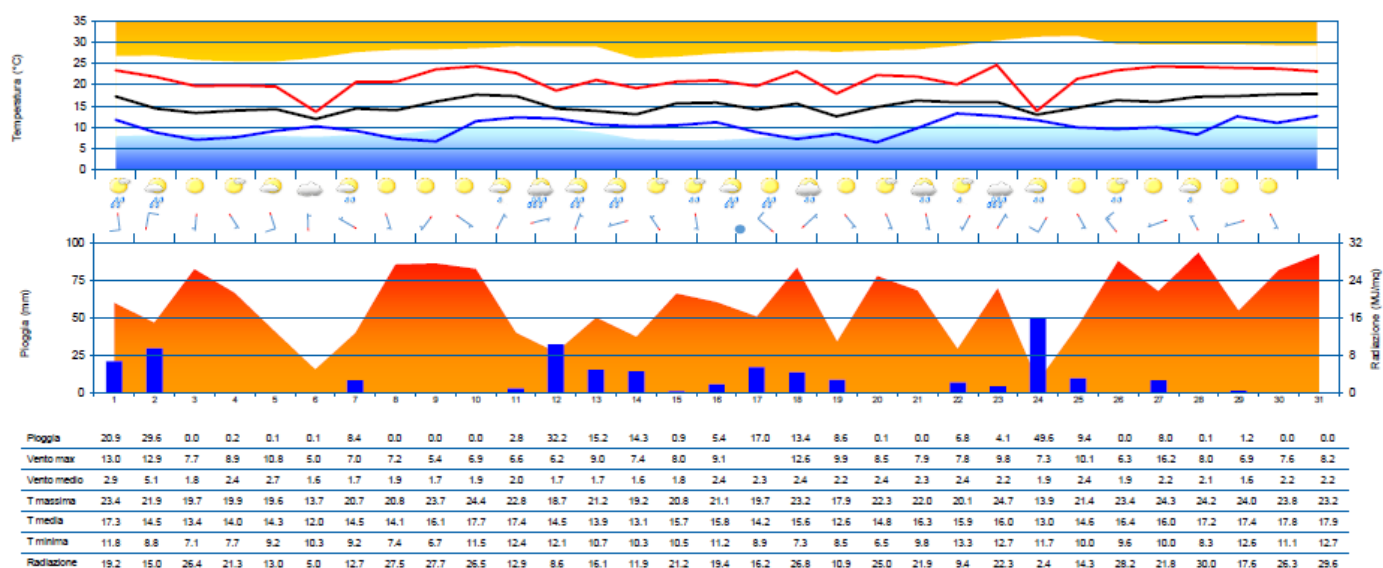 35
30
25
20
15
10
5
0
Temperatura (°C)
100
75
50
25
0
Pioggia (mm)
32
24
16
8
0
Radiazione (MJ/mq)
1 2 3 4 5 6 7 8 9 10 11 12 13 14 15 16 17 18 19 20 21 22 23 24 25 26 27 28 29 30 31
Pioggia 20.9 29.6 0.0 0.2 0.1 0.1 8.4 0.0 0.0 0.0 2.8 32.2 15.2 14.3 0.9 5.4 17.0 13.4 8.6 0.1 0.0 6.8 4.1 49.6 9.4 0.0 8.0 0.1 1.2 0.0 0.0
Vento max 13.0 12.9 7.7 8.9 10.8 5.0 7.0 7.2 5.4 6.9 6.6 6.2 9.0 7.4 8.0 9.1 12.6 9.9 8.5 7.9 7.8 9.8 7.3 10.1 6.3 16.2 8.0 6.9 7.6 8.2
Vento medio 2.9 5.1 1.8 2.4 2.7 1.6 1.7 1.9 1.7 1.9 2.0 1.7 1.7 1.6 1.8 2.4 2.3 2.4 2.2 2.4 2.3 2.4 2.2 1.9 2.4 1.9 2.2 2.1 1.6 2.2 2.2
T massima 23.4 21.9 19.7 19.9 19.6 13.7 20.7 20.8 23.7 24.4 22.8 18.7 21.2 19.2 20.8 21.1 19.7 23.2 17.9 22.3 22.0 20.1 24.7 13.9 21.4 23.4 24.3 24.2 24.0 23.8 23.2
T media 17.3 14.5 13.4 14.0 14.3 12.0 14.5 14.1 16.1 17.7 17.4 14.5 13.9 13.1 15.7 15.8 14.2 15.6 12.6 14.8 16.3 15.9 16.0 13.0 14.6 16.4 16.0 17.2 17.4 17.8 17.9
T minima 11.8 8.8 7.1 7.7 9.2 10.3 9.2 7.4 6.7 11.5 12.4 12.1 10.7 10.3 10.5 11.2 8.9 7.3 8.5 6.5 9.8 13.3 12.7 11.7 10.0 9.6 10.0 8.3 12.6 11.1 12.7
Radiazione 19.2 15.0 26.4 21.3 13.0 5.0 12.7 27.5 27.7 26.5 12.9 8.6 16.1 11.9 21.2 19.4 16.2 26.8 10.9 25.0 21.9 9.4 22.3 2.4 14.3 28.2 21.8 30.0 17.6 26.3 29.6